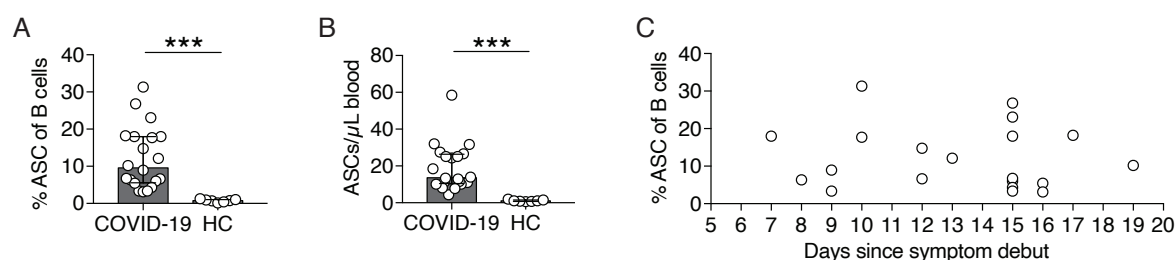 A
% ASC of B cells
40
30
20
10
0
***
COVID-19 HC
B
ASCs/µL blood
80
60
40
20
0
***
COVID-19 HC
C
% ASC of B cells
40
30
20
10
0
5 6 7 8 9 10 11 12 13 14 15 16 17 18 19 20
Days since symptom debut